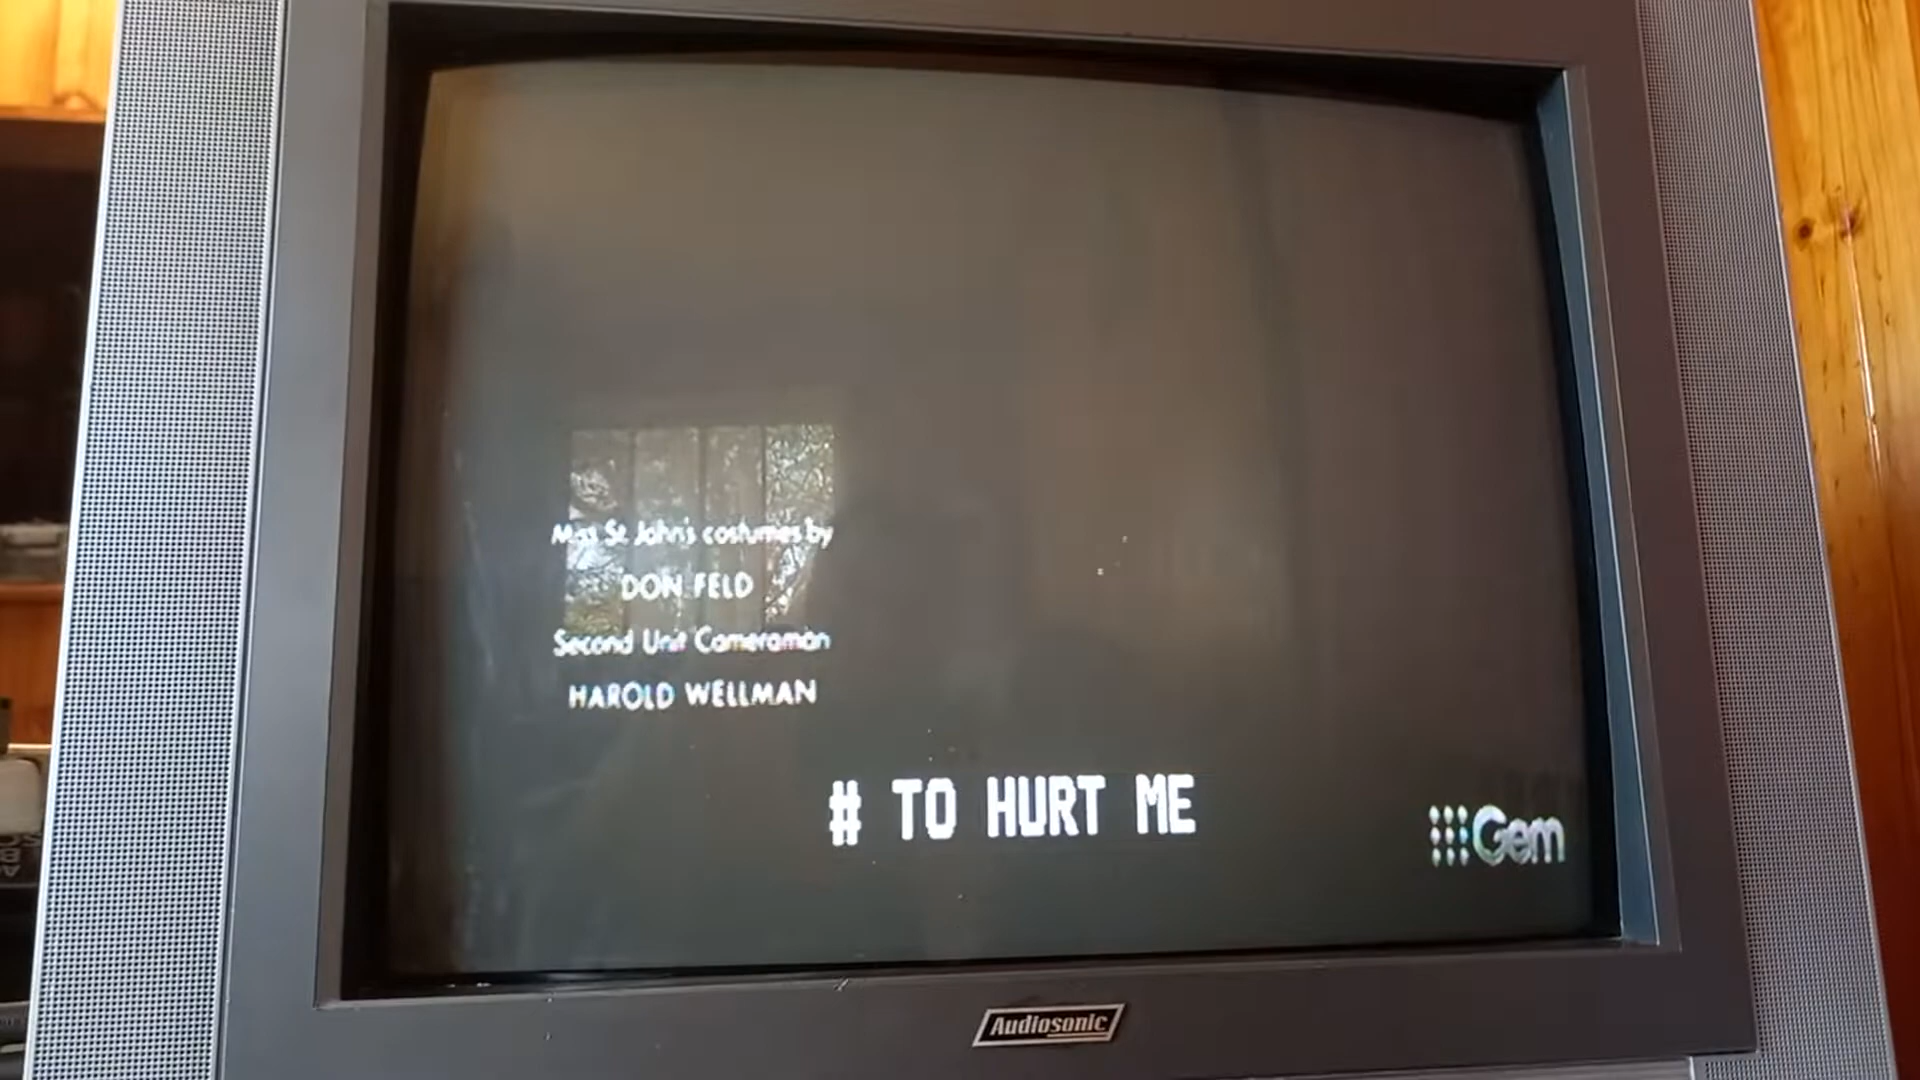 Miss St. John's costumes by
DON FELD
Second Unit Cameraman
HAROLD WELLMAN
# TO HURT ME
Gem
Audiosonic